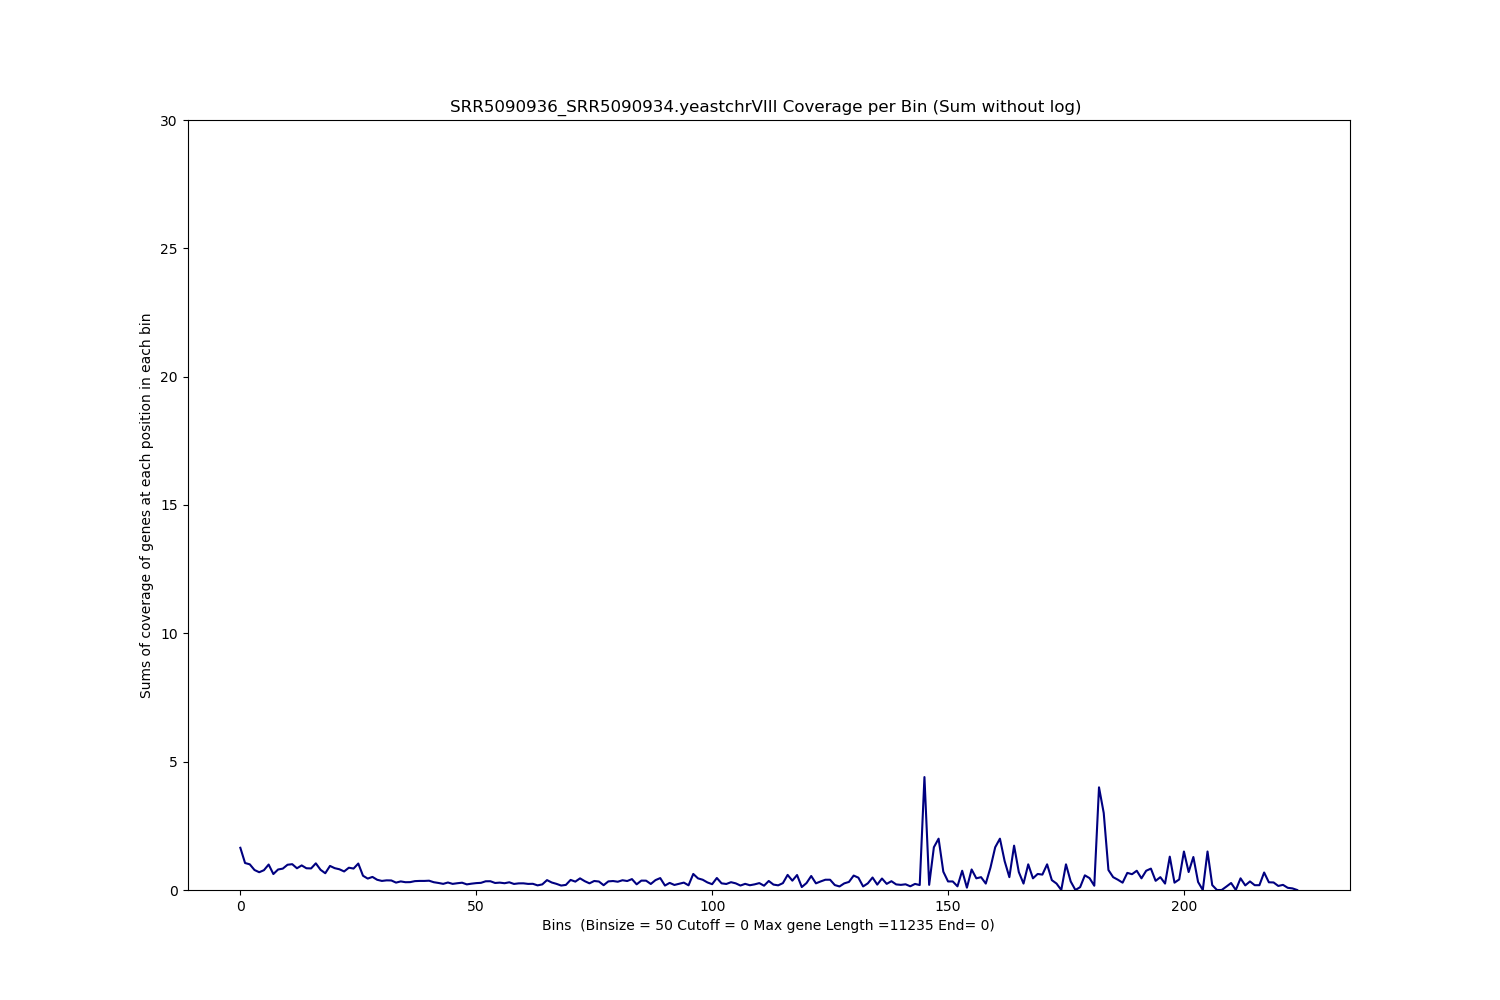 SRR5090936_SRR5090934.yeastchrVIII Coverage per Bin (Sum without log)
Sums of coverage of genes at each position in each bin
30
25
20
15
10
5
0
0 50 100 150 200
Bins  (Binsize = 50 Cutoff = 0 Max gene Length =11235 End= 0)